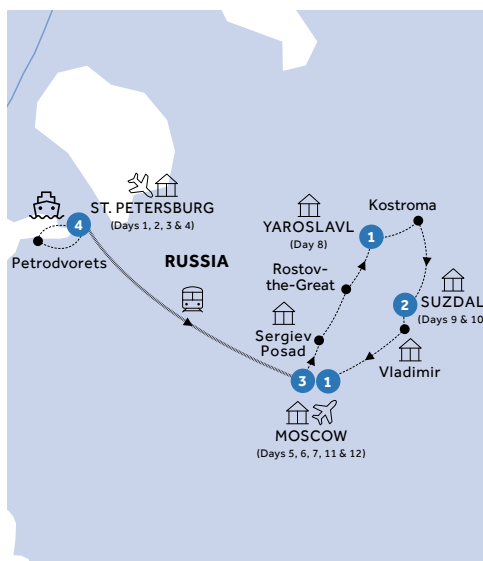 4
ST. PETERSBURG
(Days 1, 2, 3 & 4)
Petrodvorets
RUSSIA
Kostroma
YAROSLAVL
(Day 8)
1
Rostov-
the-Great
2
SUZDAL
(Days 9 & 10)
Sergiev
Posad
Vladimir
3
1
MOSCOW
(Days 5, 6, 7, 11 & 12)